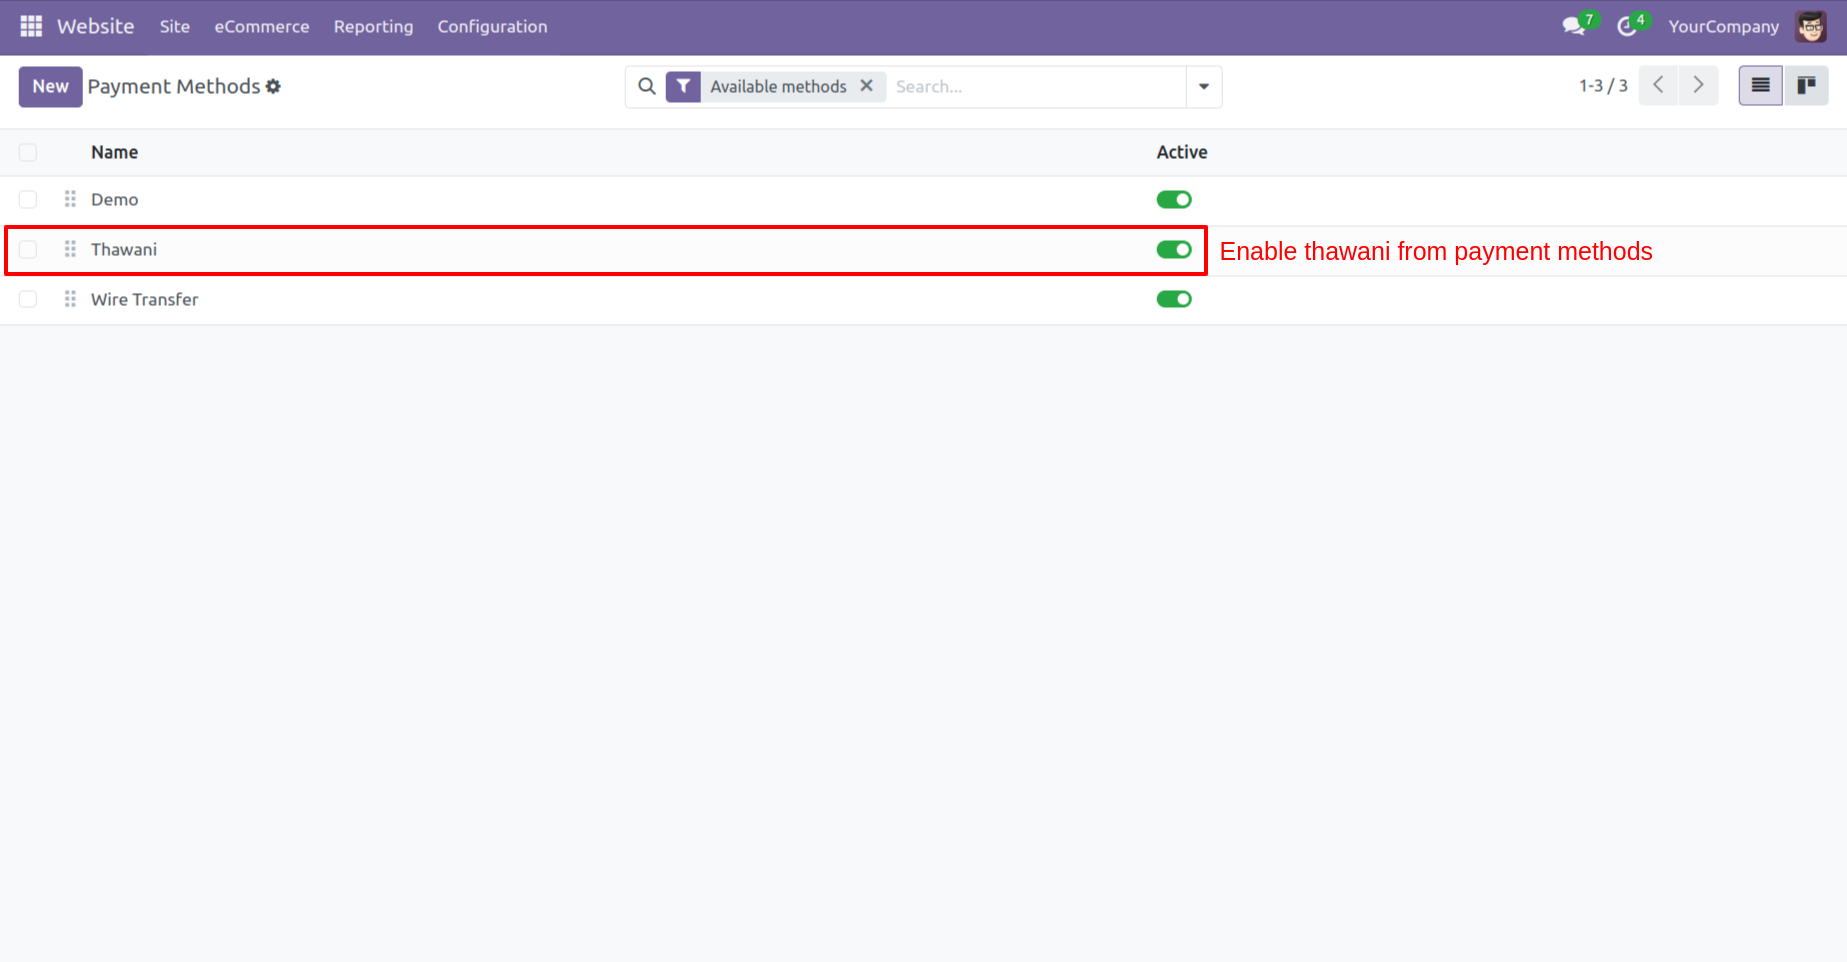 Website Site eCommerce Reporting Configuration 7 4 YourCompany
New Payment Methods Available methods Search... 1-3 / 3
Name Active
Demo
Thawani Enable thawani from payment methods
Wire Transfer